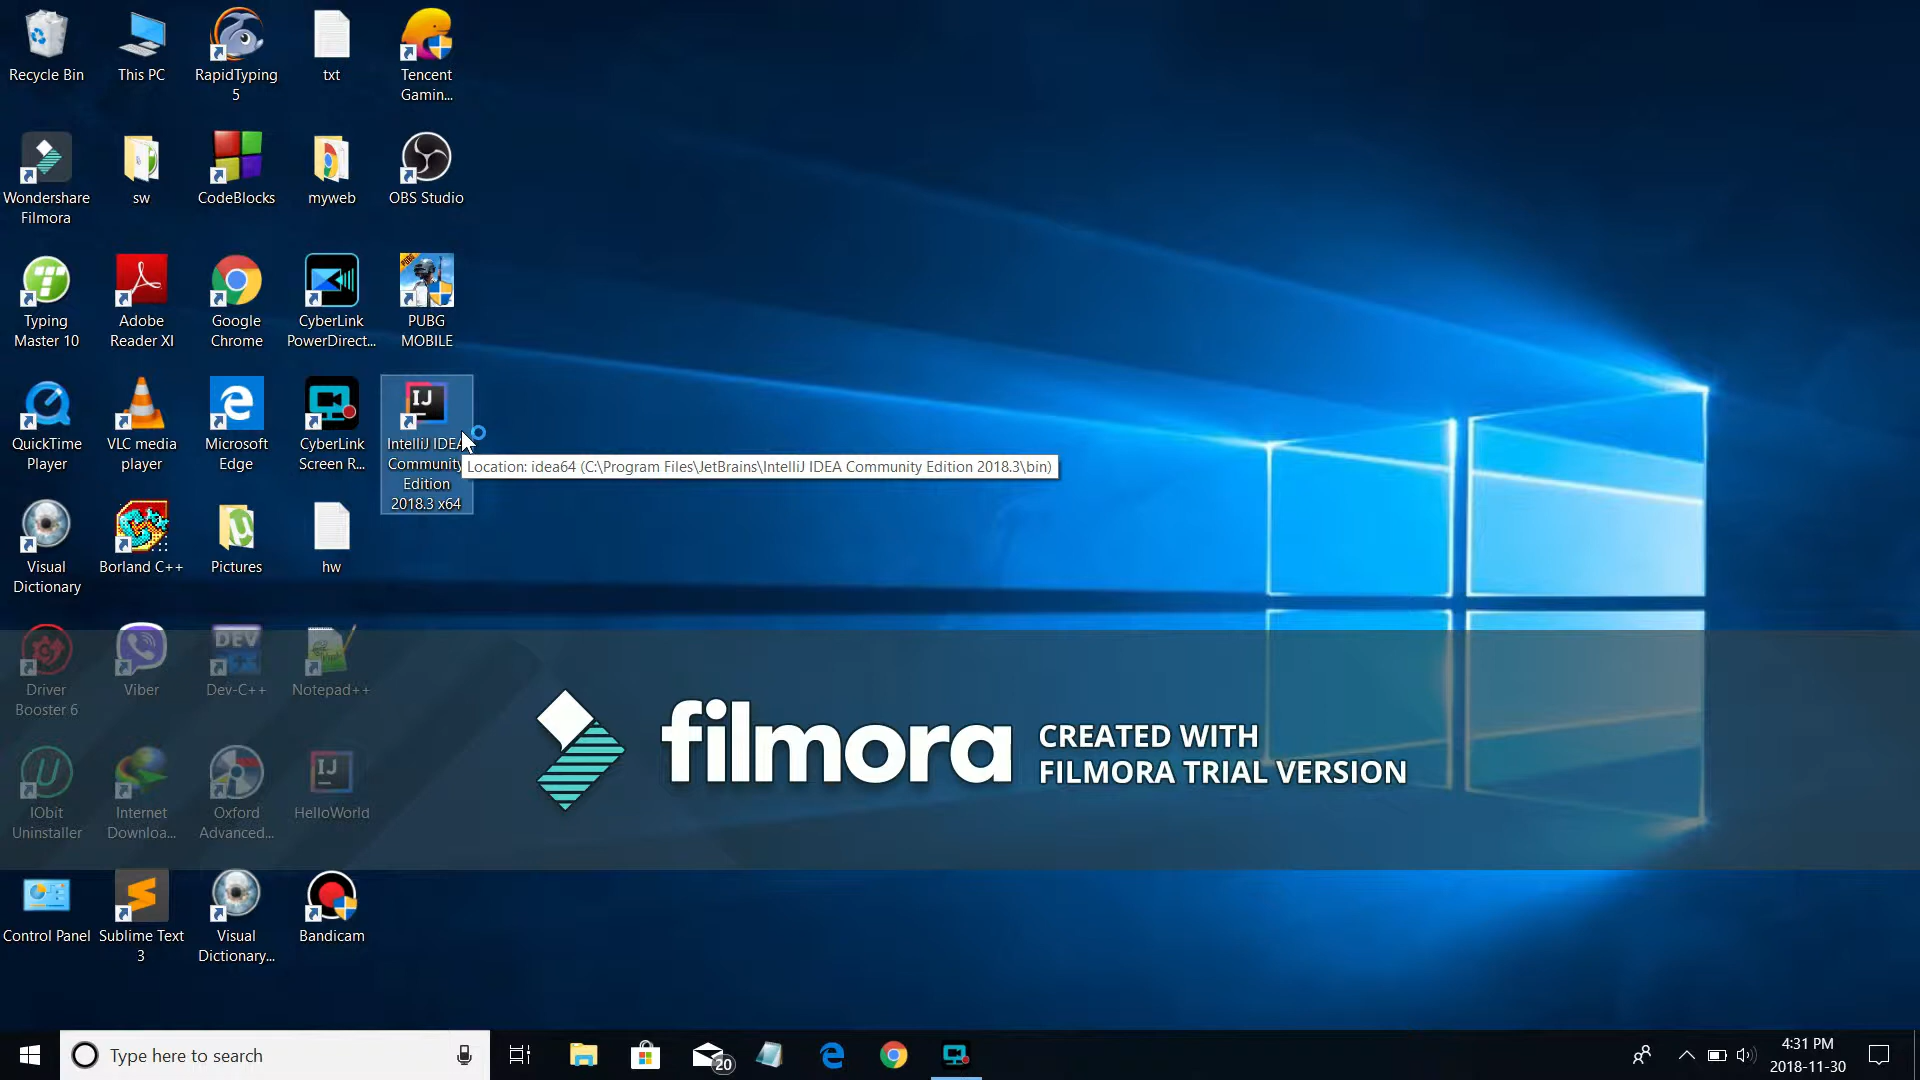 Recycle Bin
This PC
RapidTyping
5
txt
Tencent
Gamin...
Wondershare
Filmora
sw
CodeBlocks
myweb
OBS Studio
Typing
Master 10
Adobe
Reader XI
Google
Chrome
CyberLink
PowerDirect...
PUBG
MOBILE
QuickTime
Player
VLC media
player
Microsoft
Edge
CyberLink
Screen R...
IJ
IntelliJ IDEA
Community
Edition
2018.3 x64
Location: idea64 (C:\Program Files\JetBrains\IntelliJ IDEA Community Edition 2018.3\bin)
Visual
Dictionary
Borland C++
Pictures
hw
Driver
Booster 6
Viber
DEV
Dev-C++
Notepad++
filmora
CREATED WITH
FILMORA TRIAL VERSION
IObit
Uninstaller
Internet
Downloa...
Oxford
Advanced...
IJ
HelloWorld
Control Panel
Sublime Text
3
Visual
Dictionary...
Bandicam
Type here to search
20
4:31 PM
2018-11-30